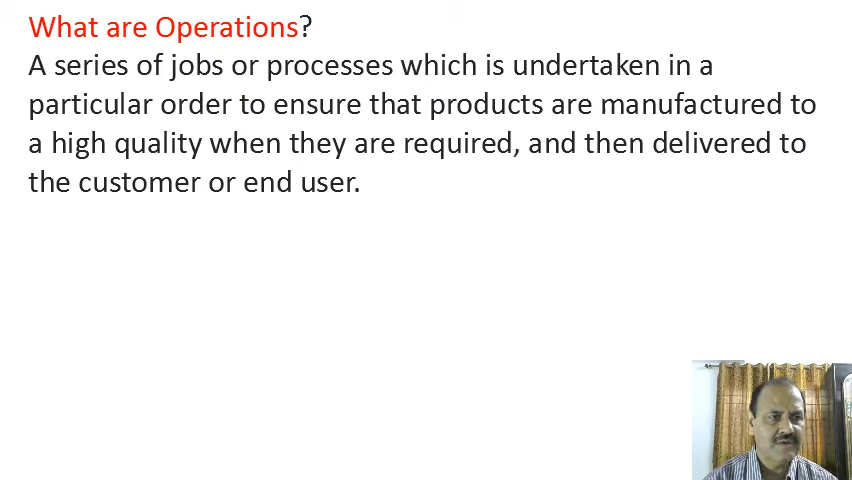 What are Operations?
A series of jobs or processes which is undertaken in a
particular order to ensure that products are manufactured to
a high quality when they are required, and then delivered to
the customer or end user.